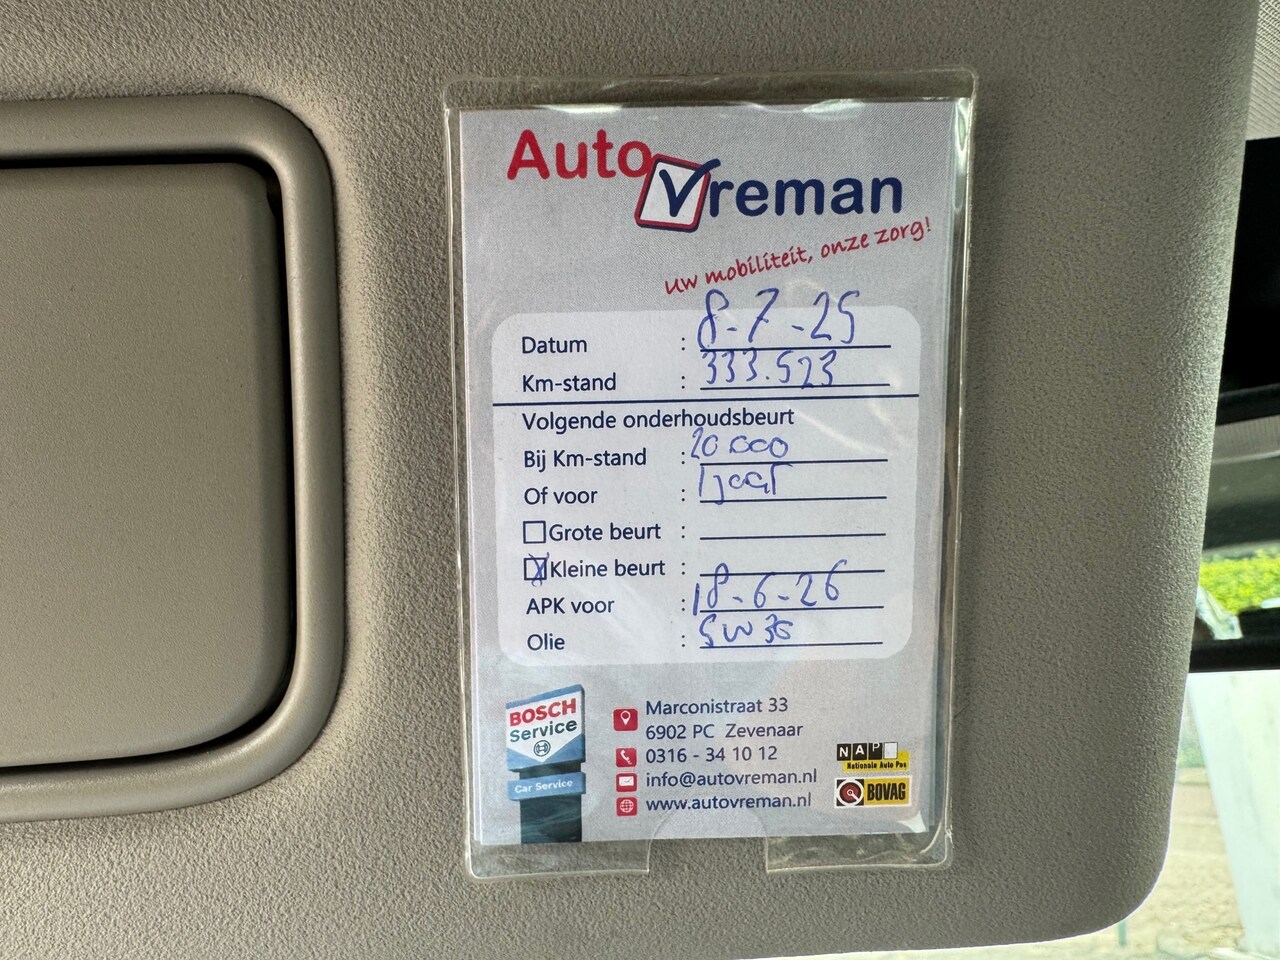 Auto Vreman
uw mobiliteit, onze zorg!
Datum : 8-7-25
Km-stand : 333.523
Volgende onderhoudsbeurt
Bij Km-stand : 20.000
Of voor : 1 jaar
Grote beurt :
Kleine beurt :
APK voor : 18-6-26
Olie : 5W30
BOSCH
Service
Car Service
Marconistraat 33
6902 PC Zevenaar
0316 - 34 10 12
info@autovreman.nl
www.autovreman.nl
NAP
Nationale Auto Pas
BOVAG